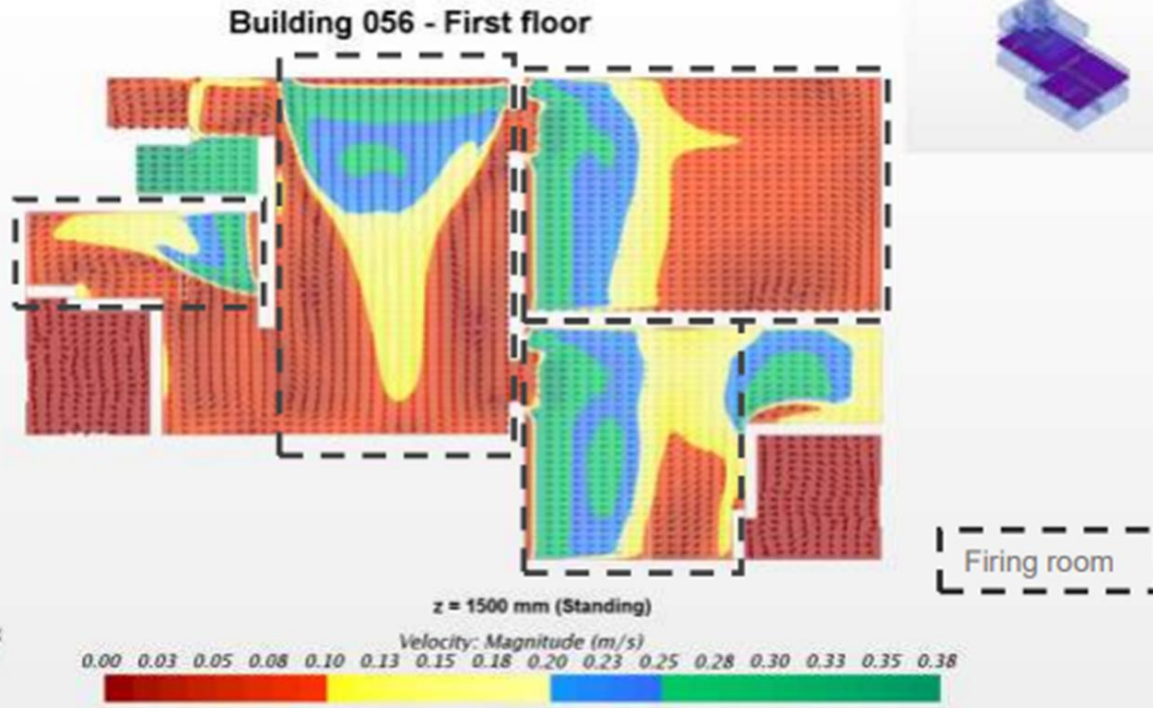 Building 056 - First floor
Firing room
z = 1500 mm (Standing)
Velocity: Magnitude (m/s)
0.00 0.03 0.05 0.08 0.10 0.13 0.15 0.18 0.20 0.23 0.25 0.28 0.30 0.33 0.35 0.38